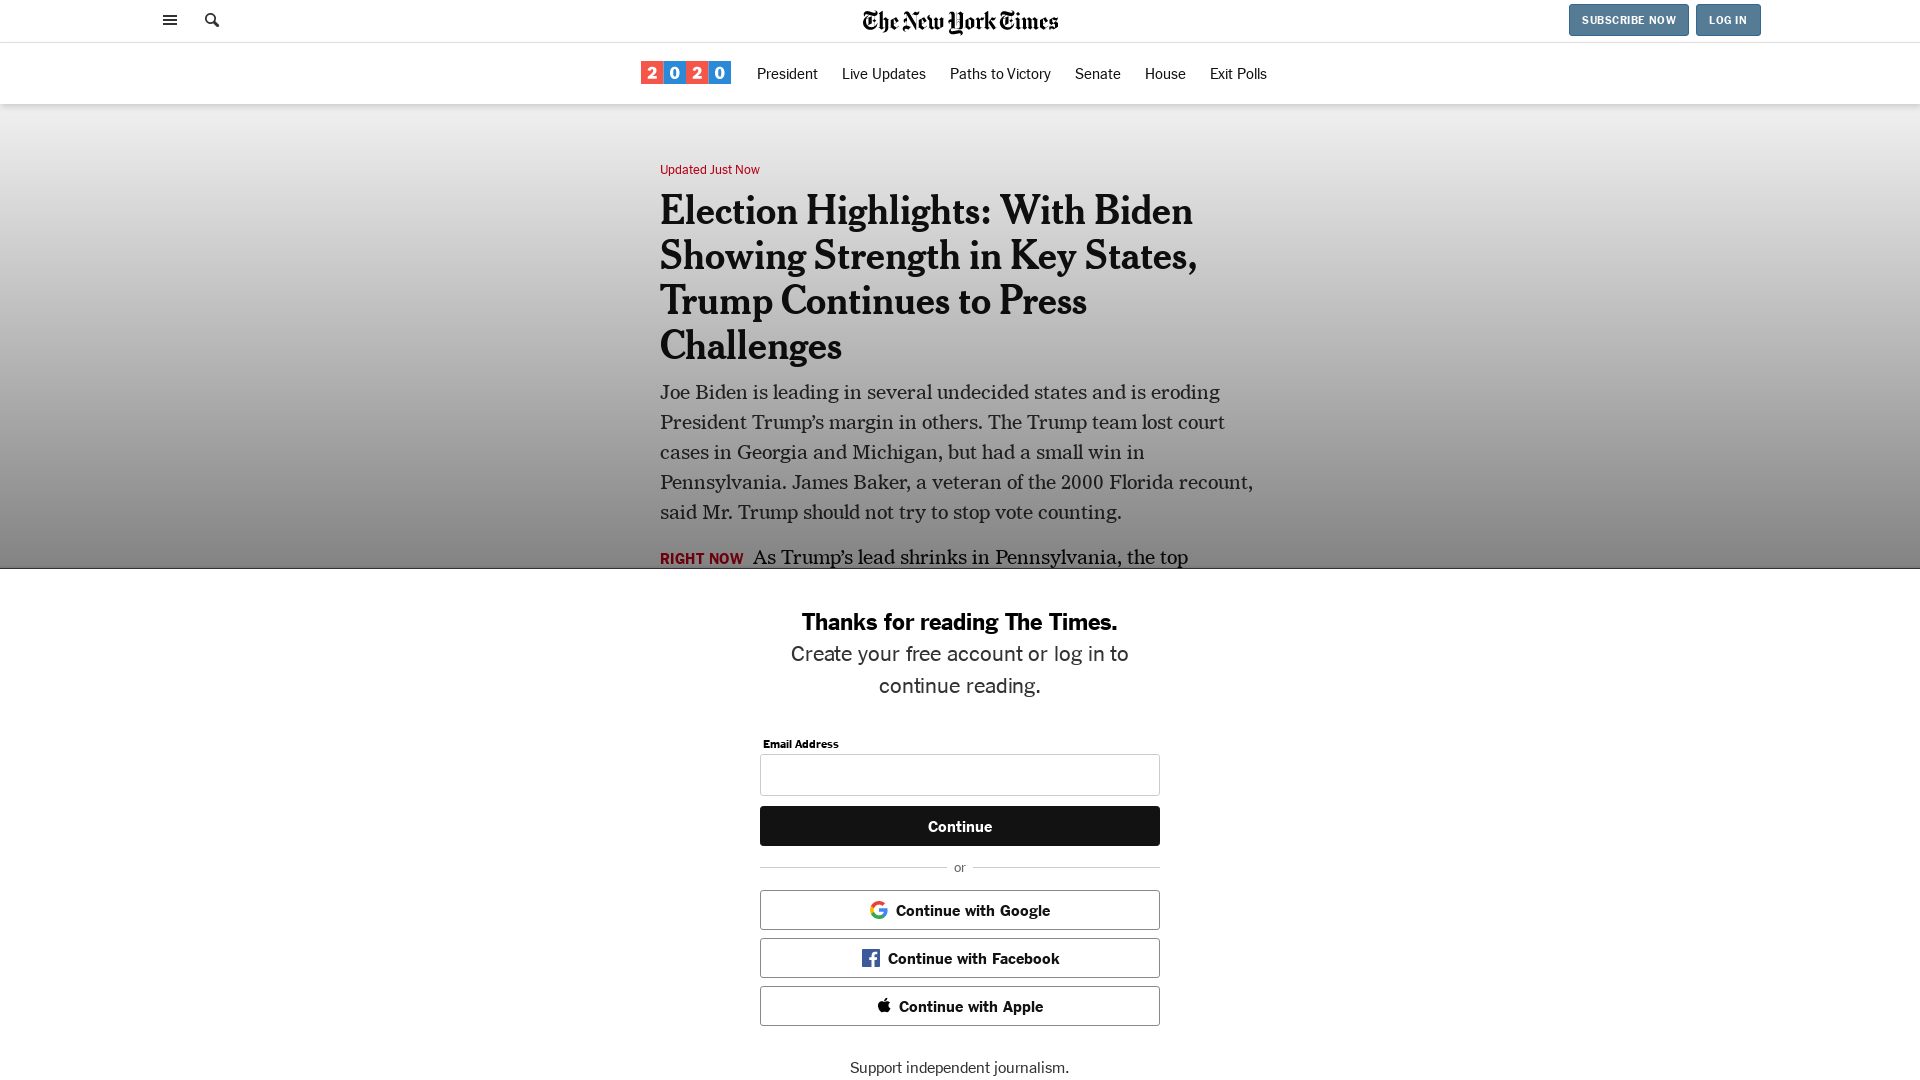 The New York Times
SUBSCRIBE NOW
LOG IN
2020
President
Live Updates
Paths to Victory
Senate
House
Exit Polls
Updated Just Now
Election Highlights: With Biden
Showing Strength in Key States,
Trump Continues to Press
Challenges
Joe Biden is leading in several undecided states and is eroding
President Trump’s margin in others. The Trump team lost court
cases in Georgia and Michigan, but had a small win in
Pennsylvania. James Baker, a veteran of the 2000 Florida recount,
said Mr. Trump should not try to stop vote counting.
RIGHT NOW As Trump’s lead shrinks in Pennsylvania, the top
Thanks for reading The Times.
Create your free account or log in to
continue reading.
Email Address
Continue
or
Continue with Google
Continue with Facebook
Continue with Apple
Support independent journalism.